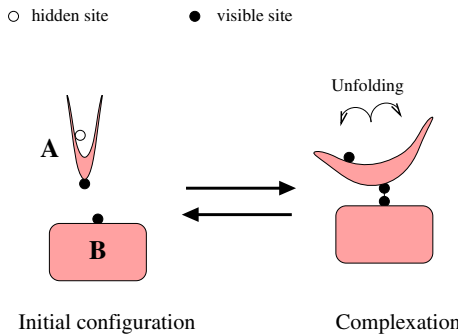 hidden site
visible site
Unfolding
A
B
Initial configuration
Complexation